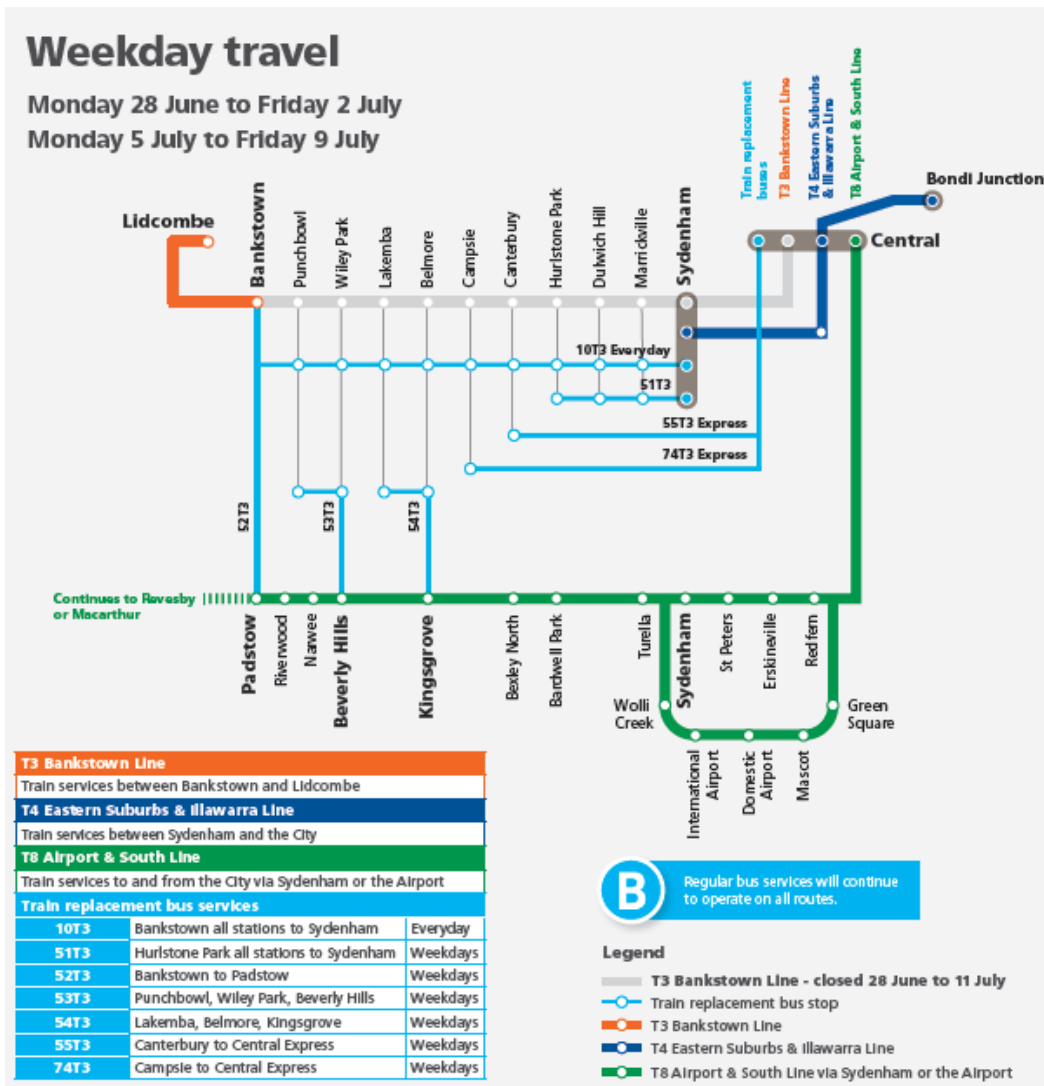 Weekday travel
Monday 28 June to Friday 2 July
Monday 5 July to Friday 9 July
Train replacement
buses
T3 Bankstown Line
T4 Eastern Suburbs
& Illawarra Line
T8 Airport & South Line
Bondi Junction
Lidcombe
Bankstown
Punchbowl
Wiley Park
Lakemba
Belmore
Campsie
Canterbury
Hurlstone Park
Dulwich Hill
Marrickville
Sydenham
Central
10T3 Everyday
51T3
55T3 Express
74T3 Express
52T3
53T3
54T3
Continues to Revesby
or Macarthur
Padstow
Riverwood
Narwee
Beverly Hills
Kingsgrove
Bexley North
Bardwell Park
Turella
Sydenham
St Peters
Erskineville
Redfern
Wolli
Creek
Green
Square
International
Airport
Domestic
Airport
Mascot
T3 Bankstown Line
Train services between Bankstown and Lidcombe
T4 Eastern Suburbs & Illawarra Line
Train services between Sydenham and the City
T8 Airport & South Line
Train services to and from the City via Sydenham or the Airport
Train replacement bus services
10T3 Bankstown all stations to Sydenham Everyday
51T3 Hurlstone Park all stations to Sydenham Weekdays
52T3 Bankstown to Padstow Weekdays
53T3 Punchbowl, Wiley Park, Beverly Hills Weekdays
54T3 Lakemba, Belmore, Kingsgrove Weekdays
55T3 Canterbury to Central Express Weekdays
74T3 Campsie to Central Express Weekdays
B
Regular bus services will continue
to operate on all routes.
Legend
T3 Bankstown Line - closed 28 June to 11 July
Train replacement bus stop
T3 Bankstown Line
T4 Eastern Suburbs & Illawarra Line
T8 Airport & South Line via Sydenham or the Airport